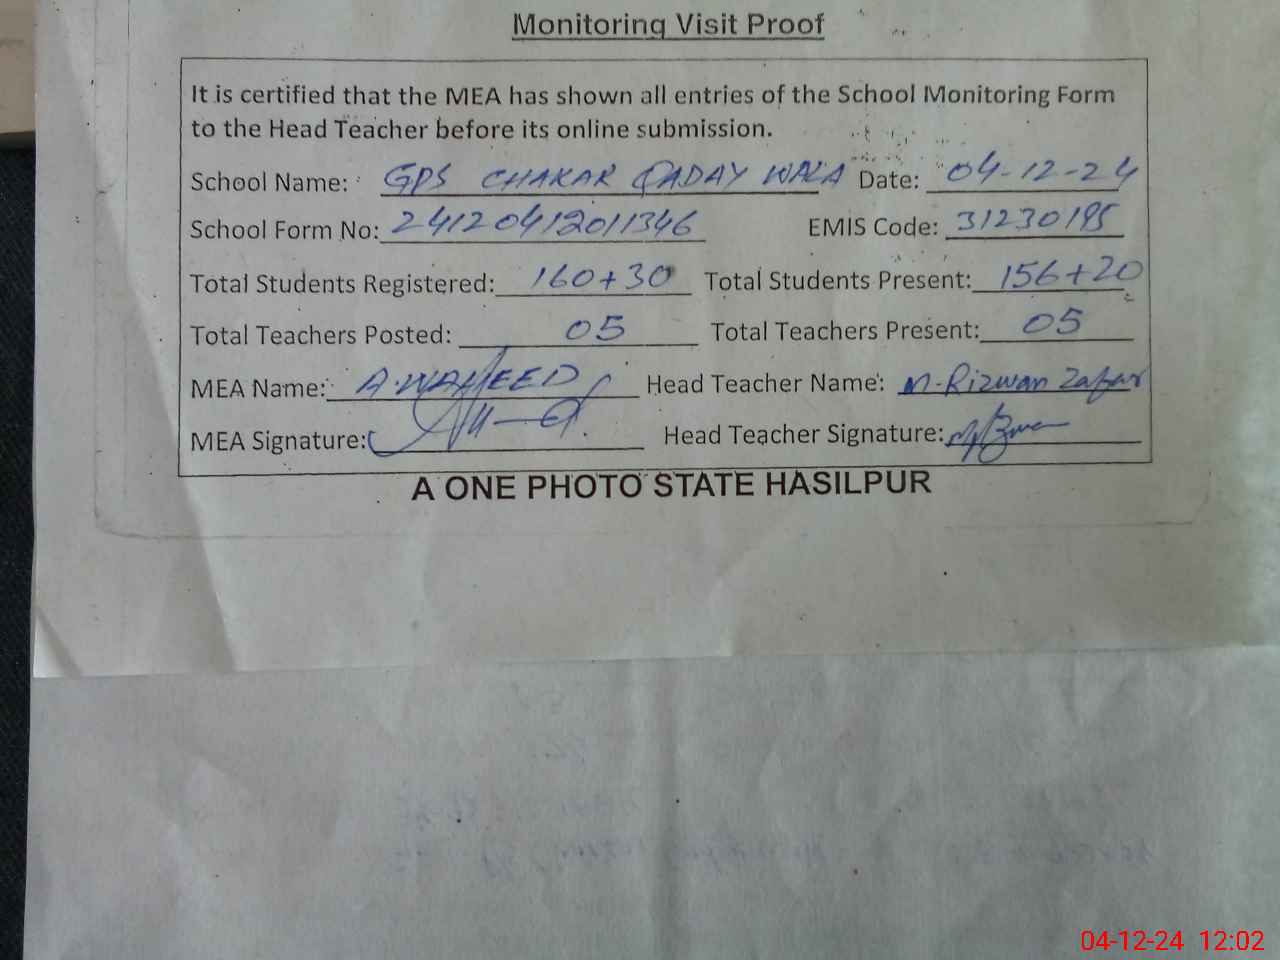 Monitoring Visit Proof
It is certified that the MEA has shown all entries of the School Monitoring Form
to the Head Teacher before its online submission.
School Name: GPS CHAKAR QADAY WALA Date: 04-12-24
School Form No: 24120412011346 EMIS Code: 31230195
Total Students Registered: 160+30 Total Students Present: 156+20
Total Teachers Posted: 05 Total Teachers Present: 05
MEA Name: A.WAHEED Head Teacher Name: M.Rizwan Zafar
MEA Signature: Head Teacher Signature:
A ONE PHOTO STATE HASILPUR
04-12-24 12:02